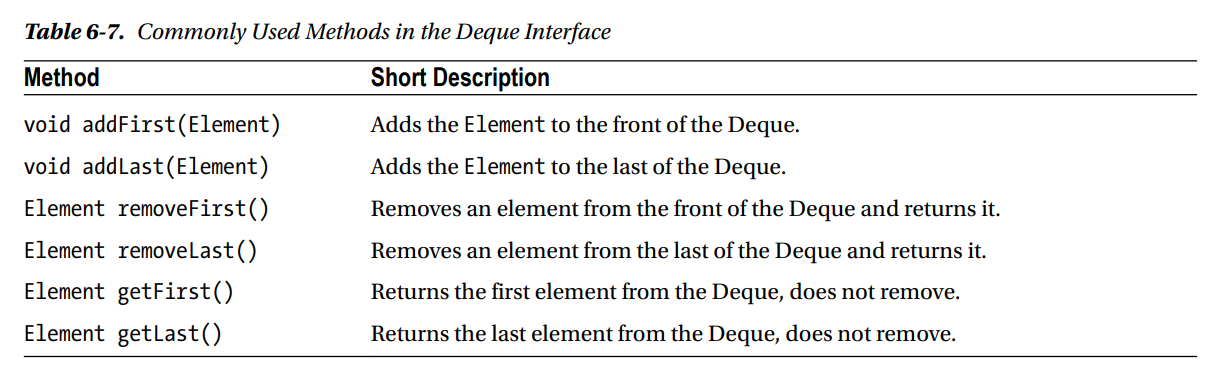 Table 6-7. Commonly Used Methods in the Deque Interface
Method Short Description
void addFirst(Element) Adds the Element to the front of the Deque.
void addLast(Element) Adds the Element to the last of the Deque.
Element removeFirst() Removes an element from the front of the Deque and returns it.
Element removeLast() Removes an element from the last of the Deque and returns it.
Element getFirst() Returns the first element from the Deque, does not remove.
Element getLast() Returns the last element from the Deque, does not remove.